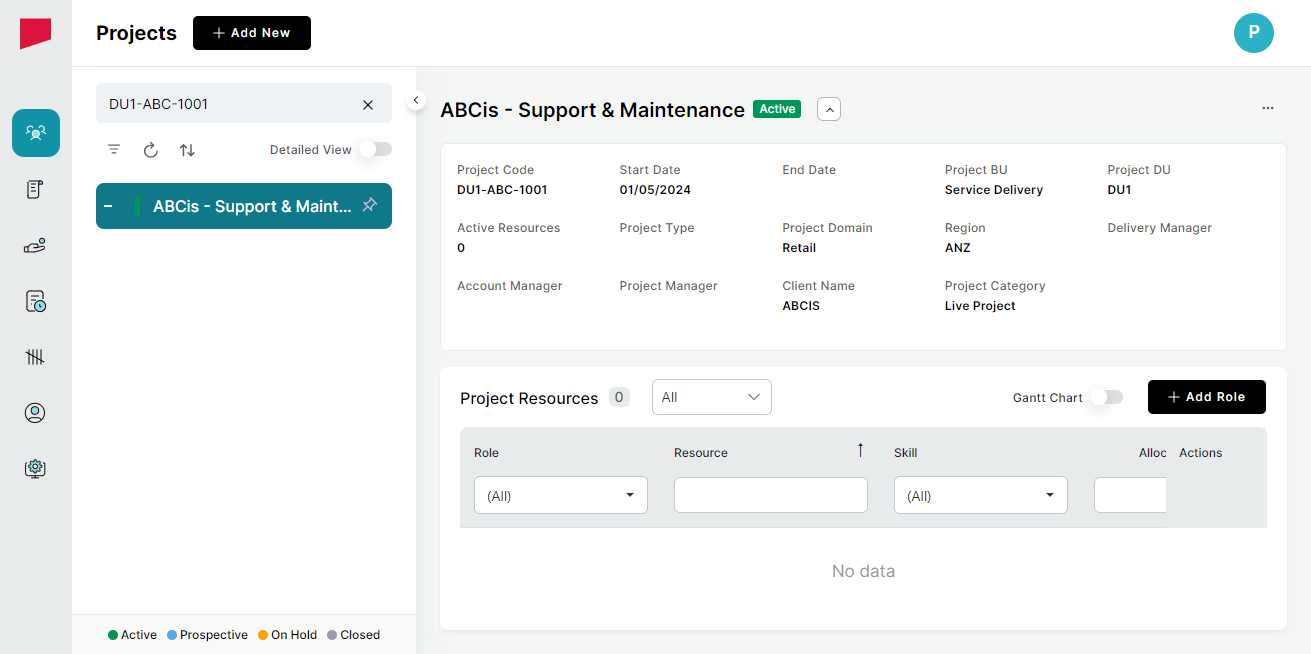 Projects
+ Add New
P
DU1-ABC-1001
Detailed View
ABCis - Support & Maint...
Active
Prospective
On Hold
Closed
ABCis - Support & Maintenance
Active
Project Code
DU1-ABC-1001
Start Date
01/05/2024
End Date
Project BU
Service Delivery
Project DU
DU1
Active Resources
0
Project Type
Project Domain
Retail
Region
ANZ
Delivery Manager
Account Manager
Project Manager
Client Name
ABCIS
Project Category
Live Project
Project Resources 0
All
Gantt Chart
+ Add Role
Role
Resource
Skill
Alloc
Actions
(All)
(All)
No data